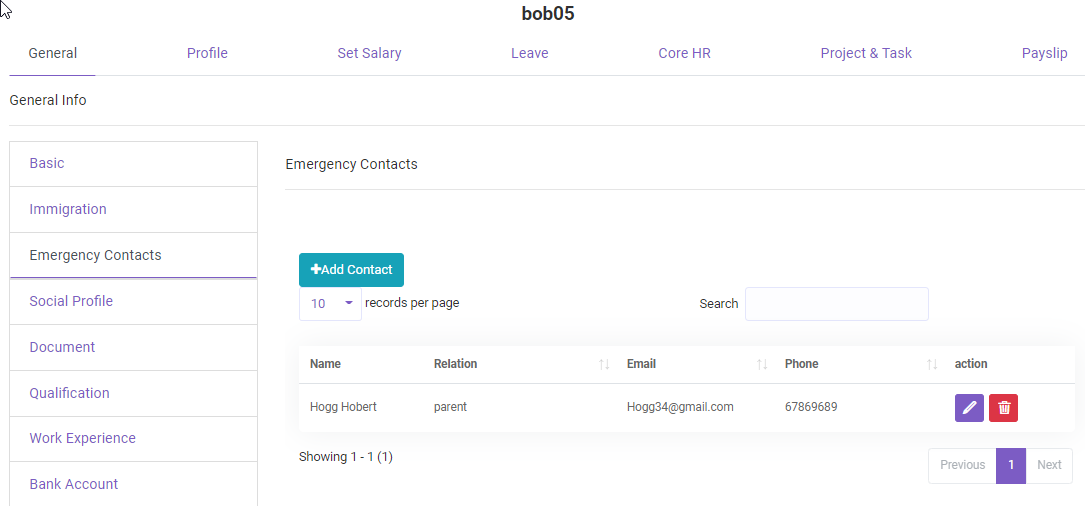 bob05
General Profile Set Salary Leave Core HR Project & Task Payslip
General Info
Basic
Immigration
Emergency Contacts
Social Profile
Document
Qualification
Work Experience
Bank Account
Emergency Contacts
+Add Contact
10 records per page Search
Name Relation Email Phone action
Hogg Hobert parent Hogg34@gmail.com 67869689
Showing 1 - 1 (1)
Previous 1 Next